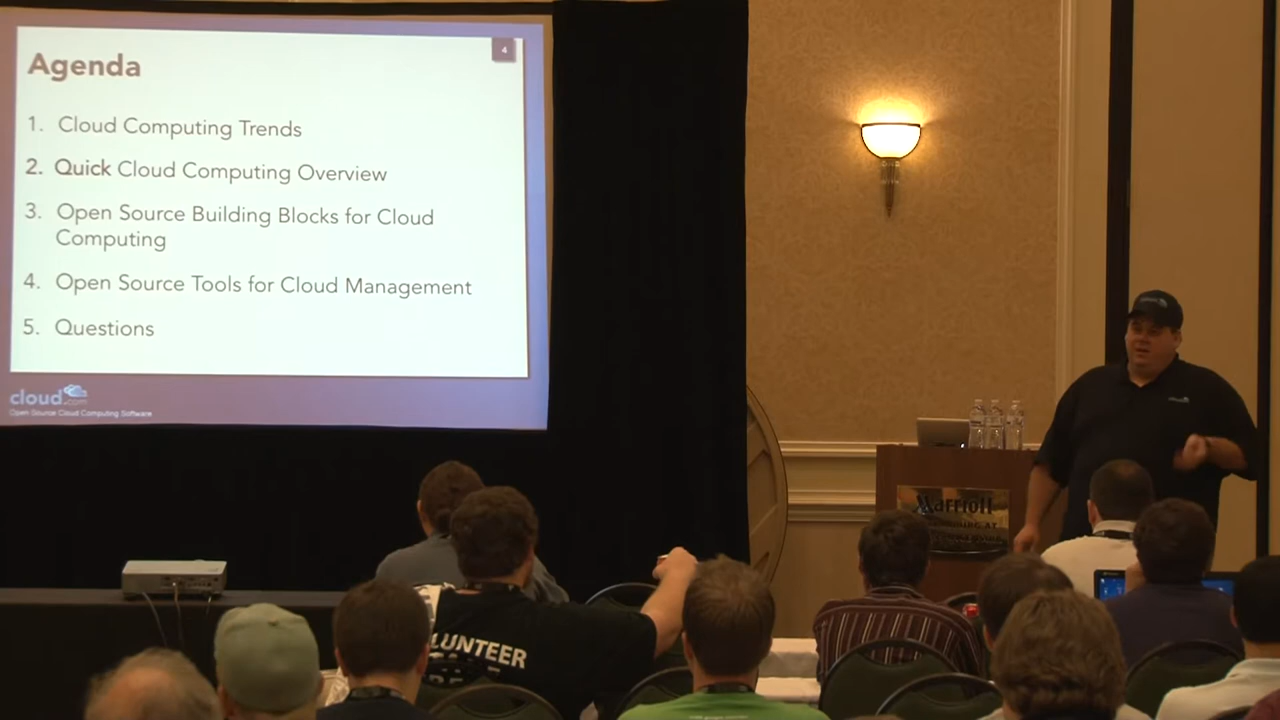 4
Agenda
1. Cloud Computing Trends
2. Quick Cloud Computing Overview
3. Open Source Building Blocks for Cloud
Computing
4. Open Source Tools for Cloud Management
5. Questions
cloud.com
Open Source Cloud Computing Software
Marriott
LUNTEER